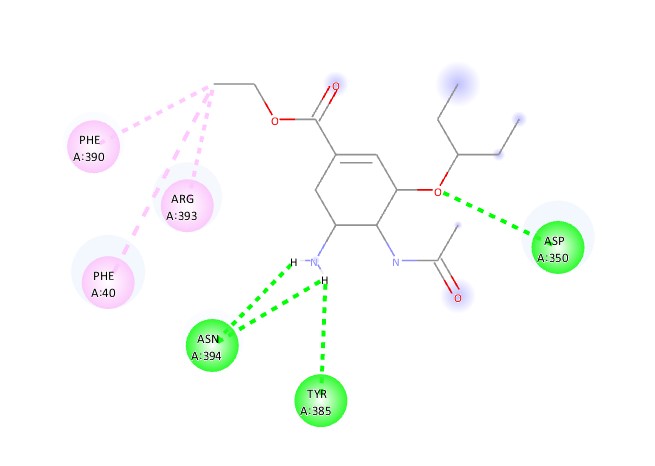 O
O
PHE
A:390
ARG
A:393
O
ASP
A:350
H N
N
H
O
PHE
A:40
ASN
A:394
TYR
A:385